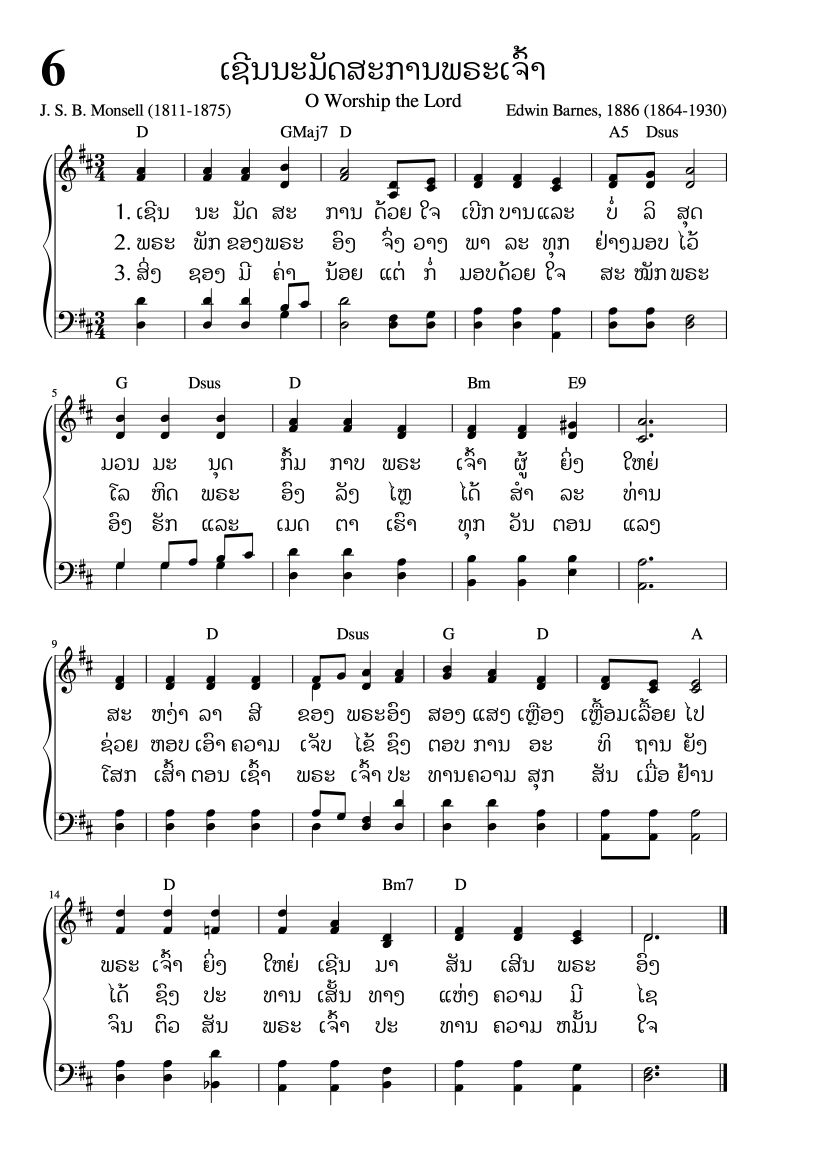 6
ເຊີນນະມັດສະການພຣະເຈົ້າ
O Worship the Lord
J. S. B. Monsell (1811-1875)
Edwin Barnes, 1886 (1864-1930)
D GMaj7 D A5 Dsus
1. ເຊີນ ນະ ມັດ ສະ ການ ດ້ວຍ ໃຈ ເບີກ ບານແລະ ບໍ່ ລິ ສຸດ
2. ພຣະ ພັກ ຂອງພຣະ ອົງ ຈົ່ງ ວາງ ພາ ລະ ທຸກ ຢ່າງມອບ ໄວ້
3. ສິ່ງ ຊອງ ມີ ຄ່າ ນ້ອຍ ແຕ່ ກໍ່ ມອບດ້ວຍ ໃຈ ສະ ໝັກ ພຣະ
5
G Dsus D Bm E9
ມວນ ມະ ນຸດ ກົ້ມ ກາບ ພຣະ ເຈົ້າ ຜູ້ ຍິ່ງ ໃຫຍ່
ໂລ ຫິດ ພຣະ ອົງ ລັງ ໄຫຼ ໄດ້ ສຳ ລະ ທ່ານ
ອົງ ຮັກ ແລະ ເມດ ຕາ ເຮົາ ທຸກ ວັນ ຕອນ ແລງ
9
D Dsus G D A
ສະ ຫງ່າ ລາ ສີ ຂອງ ພຣະອົງ ສອງ ແສງ ເຫຼືອງ ເຫຼື້ອມເລື້ອຍ ໄປ
ຊ່ວຍ ຫອບ ເອົາ ຄວາມ ເຈັບ ໄຂ້ ຊົງ ຕອບ ການ ອະ ທິ ຖານ ຍັງ
ໂສກ ເສົ້າ ຕອນ ເຊົ້າ ພຣະ ເຈົ້າ ປະ ທານຄວາມ ສຸກ ສັນ ເມື່ອ ຢ້ານ
14
D Bm7 D
ພຣະ ເຈົ້າ ຍິ່ງ ໃຫຍ່ ເຊີນ ມາ ສັນ ເສີນ ພຣະ ອົງ
ໄດ້ ຊົງ ປະ ທານ ເສັ້ນ ທາງ ແຫ່ງ ຄວາມ ມີ ໄຊ
ຈົນ ຕົວ ສັນ ພຣະ ເຈົ້າ ປະ ທານ ຄວາມ ຫມັ້ນ ໃຈ